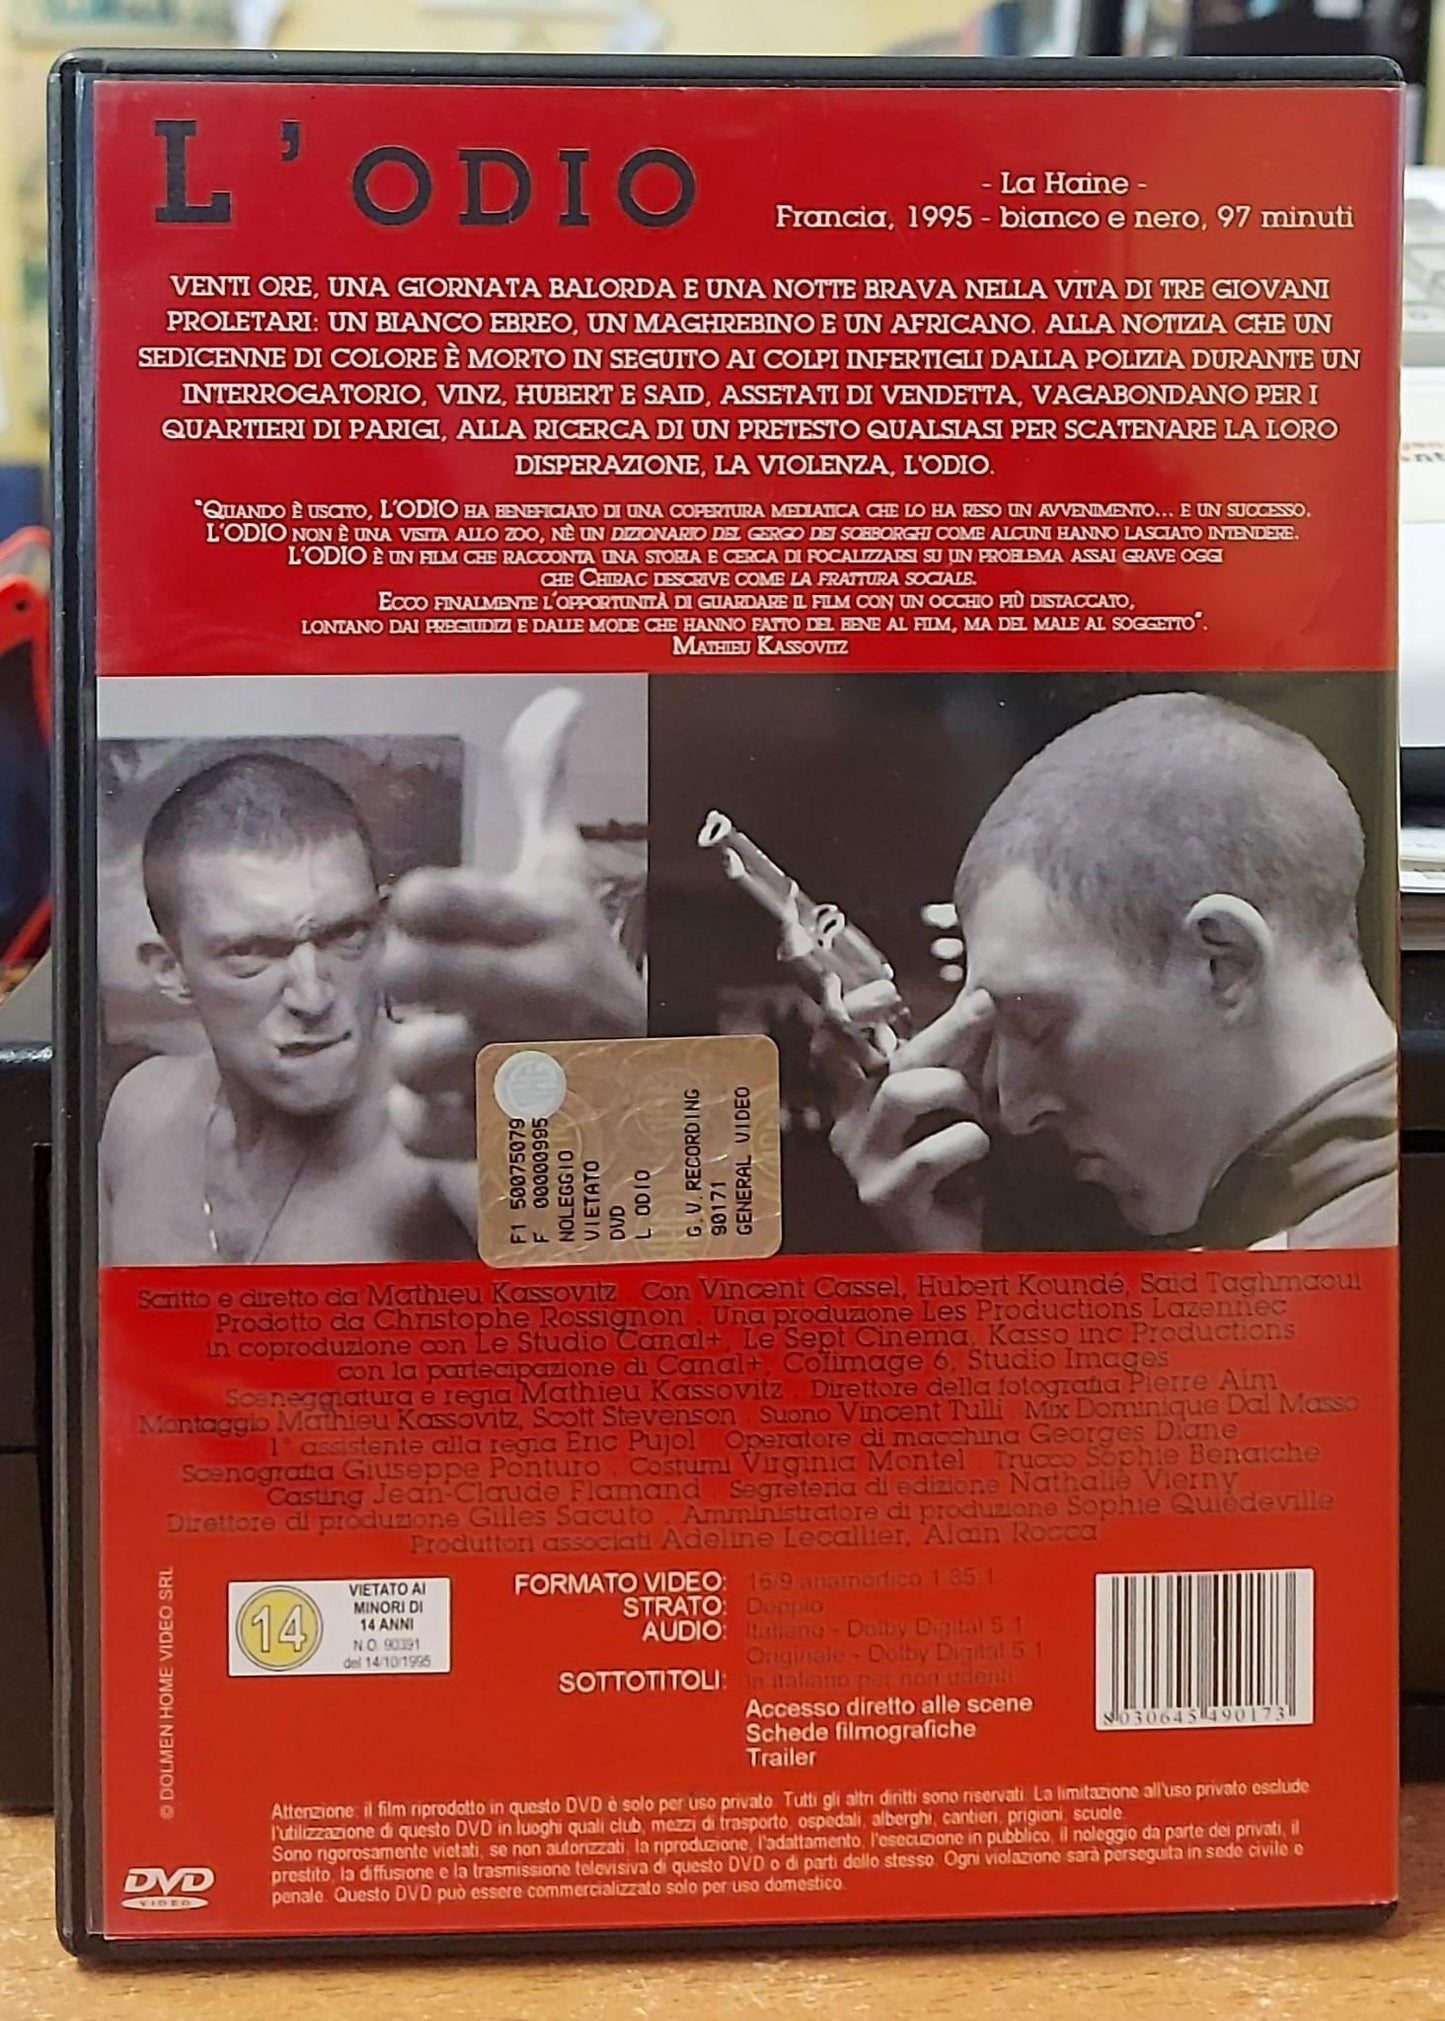 L'ODIO
- La Haine -
Francia, 1995 - bianco e nero, 97 minuti
VENTI ORE, UNA GIORNATA BALORDA E UNA NOTTE BRAVA NELLA VITA DI TRE GIOVANI
PROLETARI: UN BIANCO EBREO, UN MAGHREBINO E UN AFRICANO. ALLA NOTIZIA CHE UN
SEDICENNE DI COLORE È MORTO IN SEGUITO AI COLPI INFERTIGLI DALLA POLIZIA DURANTE UN
INTERROGATORIO, VINZ, HUBERT E SAID, ASSETATI DI VENDETTA, VAGABONDANO PER I
QUARTIERI DI PARIGI, ALLA RICERCA DI UN PRETESTO QUALSIASI PER SCATENARE LA LORO
DISPERAZIONE, LA VIOLENZA, L'ODIO.
"QUANDO È USCITO, L'ODIO HA BENEFICIATO DI UNA COPERTURA MEDIATICA CHE LO HA RESO UN AVVENIMENTO... E UN SUCCESSO.
L'ODIO NON È UNA VISITA ALLO ZOO, NÈ UN DIZIONARIO DEL GERGO DEI SOBBORGHI COME ALCUNI HANNO LASCIATO INTENDERE.
L'ODIO È UN FILM CHE RACCONTA UNA STORIA E CERCA DI FOCALIZZARSI SU UN PROBLEMA ASSAI GRAVE OGGI
CHE CHIRAC DESCRIVE COME LA FRATTURA SOCIALE.
ECCO FINALMENTE L'OPPORTUNITÀ DI GUARDARE IL FILM CON UN OCCHIO PIÙ DISTACCATO,
LONTANO DAI PREGIUDIZI E DALLE MODE CHE HANNO FATTO DEL BENE AL FILM, MA DEL MALE AL SOGGETTO".
MATHIEU KASSOVITZ
F1 50075079
F 00000995
NOLEGGIO
VIETATO
DVD
L ODIO
G.V.RECORDING
90171
GENERAL VIDEO
Scritto e diretto da Mathieu Kassovitz . Con Vincent Cassel, Hubert Koundé, Said Taghmaoui
Prodotto da Christophe Rossignon . Una produzione Les Productions Lazennec
in coproduzione con Le Studio Canal+, Le Sept Cinema, Kasso inc Productions
con la partecipazione di Canal+, Cofimage 6, Studio Images
Sceneggiatura e regia Mathieu Kassovitz . Direttore della fotografia Pierre Aim
Montaggio Mathieu Kassovitz, Scott Stevenson . Suono Vincent Tulli . Mix Dominique Dal Masso
1° assistente alla regia Eric Pujol . Operatore di macchina Georges Diane
Scenografia Giuseppe Ponturo . Costumi Virginia Montel . Trucco Sophie Benaiche
Casting Jean-Claude Flamand . Segreteria di edizione Nathalie Vierny
Direttore di produzione Gilles Sacuto . Amministratore di produzione Sophie Quiédeville
Produttori associati Adeline Lecallier, Alain Rocca
© DOLMEN HOME VIDEO SRL
14
VIETATO AI
MINORI DI
14 ANNI
N.O. 90391
del 14/10/1995
FORMATO VIDEO: 16/9 anamorfico 1.85:1
STRATO: Doppio
AUDIO: Italiano - Dolby Digital 5.1
Originale - Dolby Digital 5.1
SOTTOTITOLI: In italiano per non udenti
Accesso diretto alle scene
Schede filmografiche
Trailer
8030645490173
Attenzione: il film riprodotto in questo DVD è solo per uso privato. Tutti gli altri diritti sono riservati. La limitazione all'uso privato esclude
l'utilizzazione di questo DVD in luoghi quali club, mezzi di trasporto, ospedali, alberghi, cantieri, prigioni, scuole.
Sono rigorosamente vietati, se non autorizzati, la riproduzione, l'adattamento, l'esecuzione in pubblico, il noleggio da parte dei privati, il
prestito, la diffusione e la trasmissione televisiva di questo DVD o di parti dello stesso. Ogni violazione sarà perseguita in sede civile e
penale. Questo DVD può essere commercializzato solo per uso domestico.
DVD
VIDEO